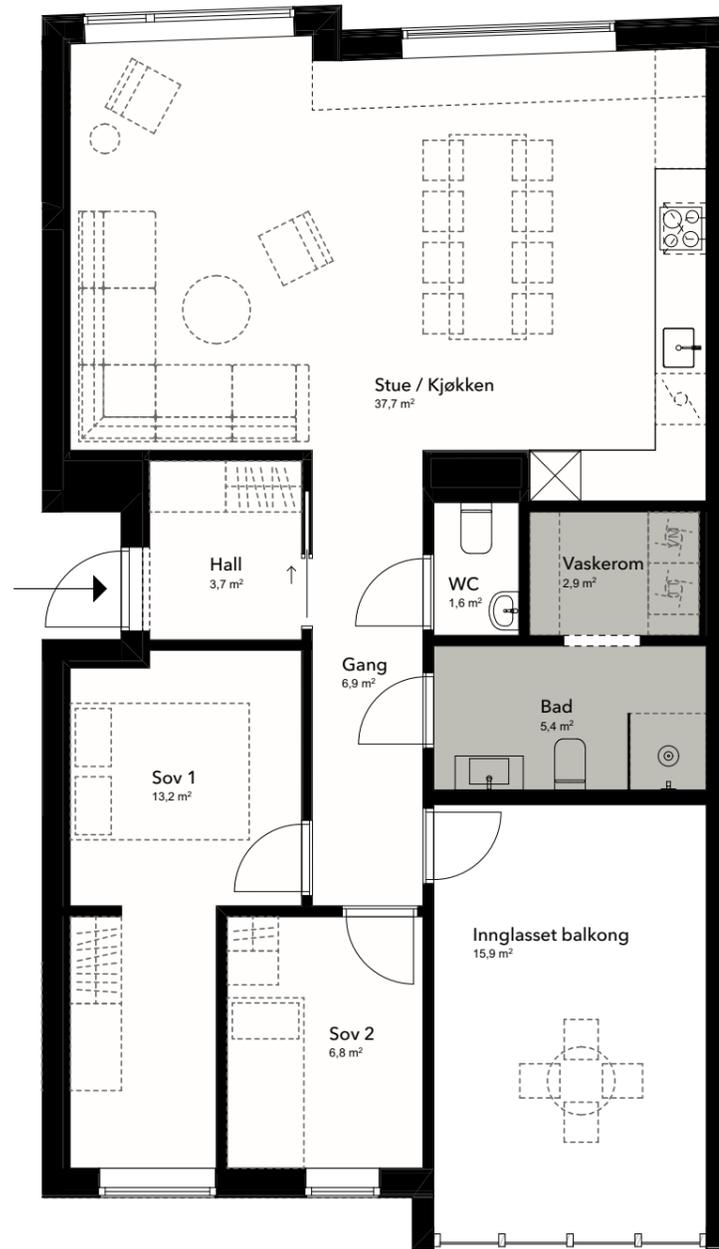 Stue / Kjøkken
37,7 m²
Hall
3,7 m²
WC
1,6 m²
Vaskerom
2,9 m²
VM
Gang
6,9 m²
Bad
5,4 m²
Sov 1
13,2 m²
Innglasset balkong
15,9 m²
Sov 2
6,8 m²